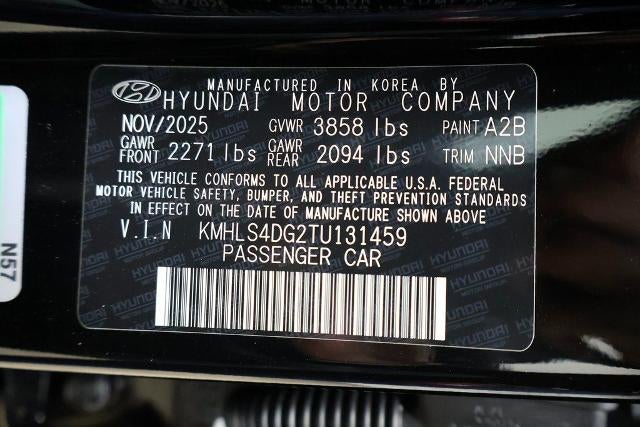 MANUFACTURED IN KOREA BY
HYUNDAI MOTOR COMPANY
NOV/2025 GVWR 3858 lbs PAINT A2B
GAWR FRONT 2271 lbs GAWR REAR 2094 lbs TRIM NNB
THIS VEHICLE CONFORMS TO ALL APPLICABLE U.S.A. FEDERAL
MOTOR VEHICLE SAFETY, BUMPER, AND THEFT PREVENTION STANDARDS
IN EFFECT ON THE DATE OF MANUFACTURE SHOWN ABOVE
V.I.N KMHLS4DG2TU131459
PASSENGER CAR
N57